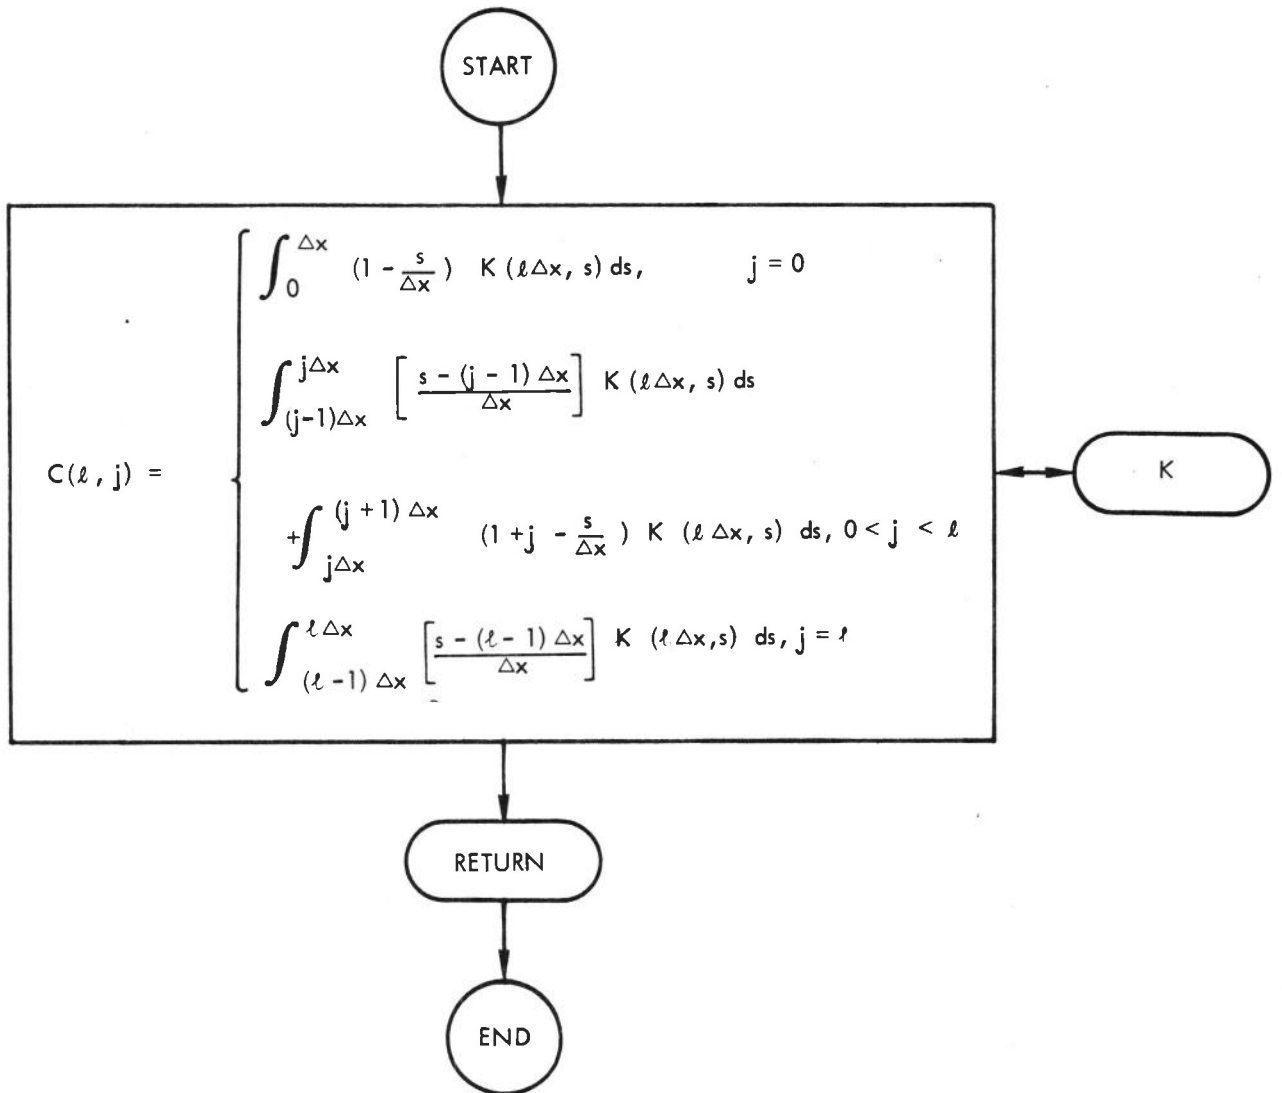 START
∫ 0 Δx (1 - s/Δx) K (ℓΔx, s) ds, j = 0
∫ (j-1)Δx jΔx [s - (j - 1) Δx / Δx] K (ℓΔx, s) ds
C(ℓ, j) =
K
+∫ jΔx (j + 1) Δx (1 + j - s/Δx) K (ℓ Δx, s) ds, 0 < j < ℓ
∫ (ℓ - 1) Δx ℓ Δx [s - (ℓ - 1) Δx / Δx] K (ℓ Δx, s) ds, j = ℓ
RETURN
END